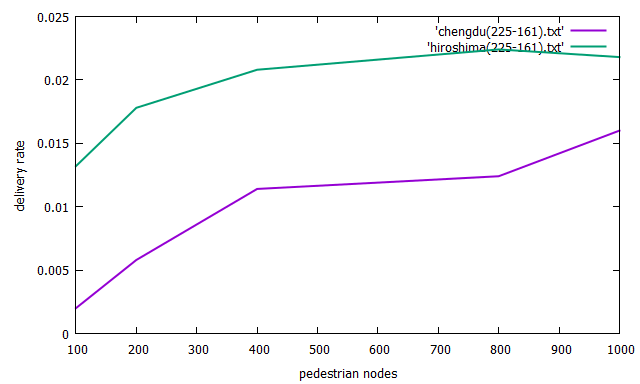 0.025
0.02
0.015
0.01
0.005
0
delivery rate
'chengdu(225-161).txt'
'hiroshima(225-161).txt'
100 200 300 400 500 600 700 800 900 1000
pedestrian nodes